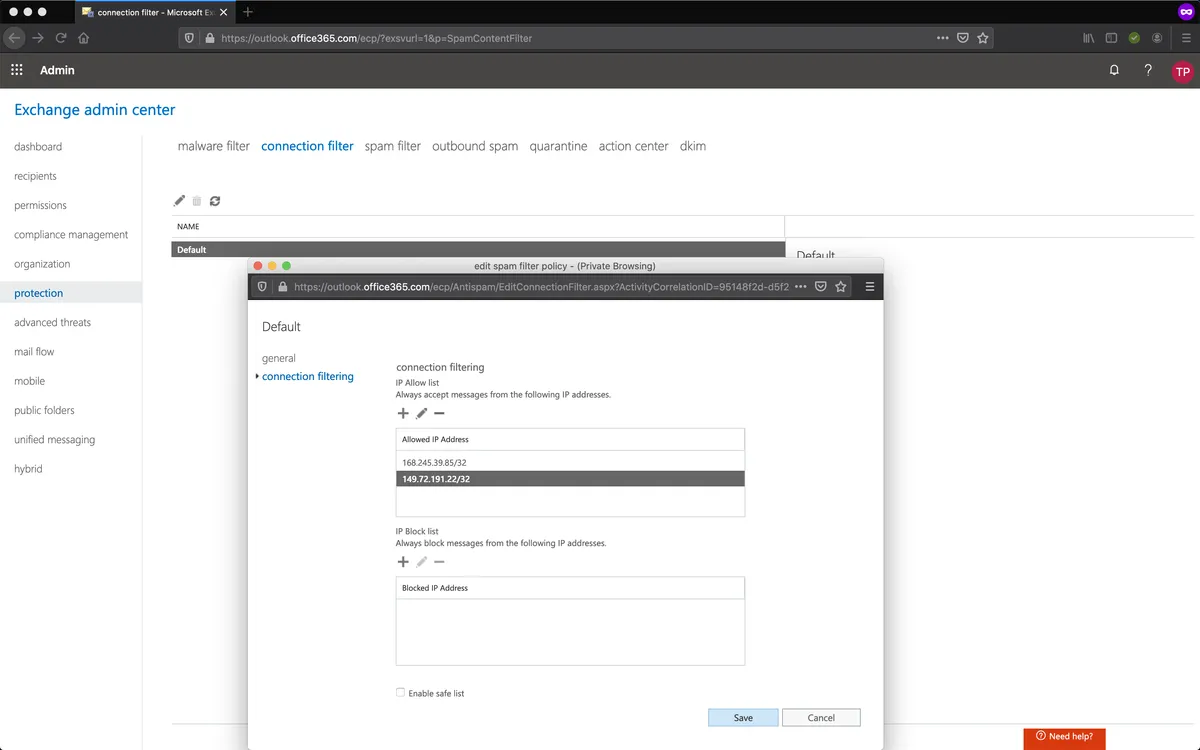 connection filter - Microsoft Ex
https://outlook.office365.com/ecp/?exsvurl=1&p=SpamContentFilter
Admin
?
TP
Exchange admin center
dashboard
recipients
permissions
compliance management
organization
protection
advanced threats
mail flow
mobile
public folders
unified messaging
hybrid
malware filter connection filter spam filter outbound spam quarantine action center dkim
NAME
Default
Default
edit spam filter policy - (Private Browsing)
https://outlook.office365.com/ecp/Antispam/EditConnectionFilter.aspx?ActivityCorrelationID=95148f2d-d5f2
Default
general
connection filtering
connection filtering
IP Allow list
Always accept messages from the following IP addresses.
Allowed IP Address
168.245.39.85/32
149.72.191.22/32
IP Block list
Always block messages from the following IP addresses.
Blocked IP Address
Enable safe list
Save Cancel
Need help?